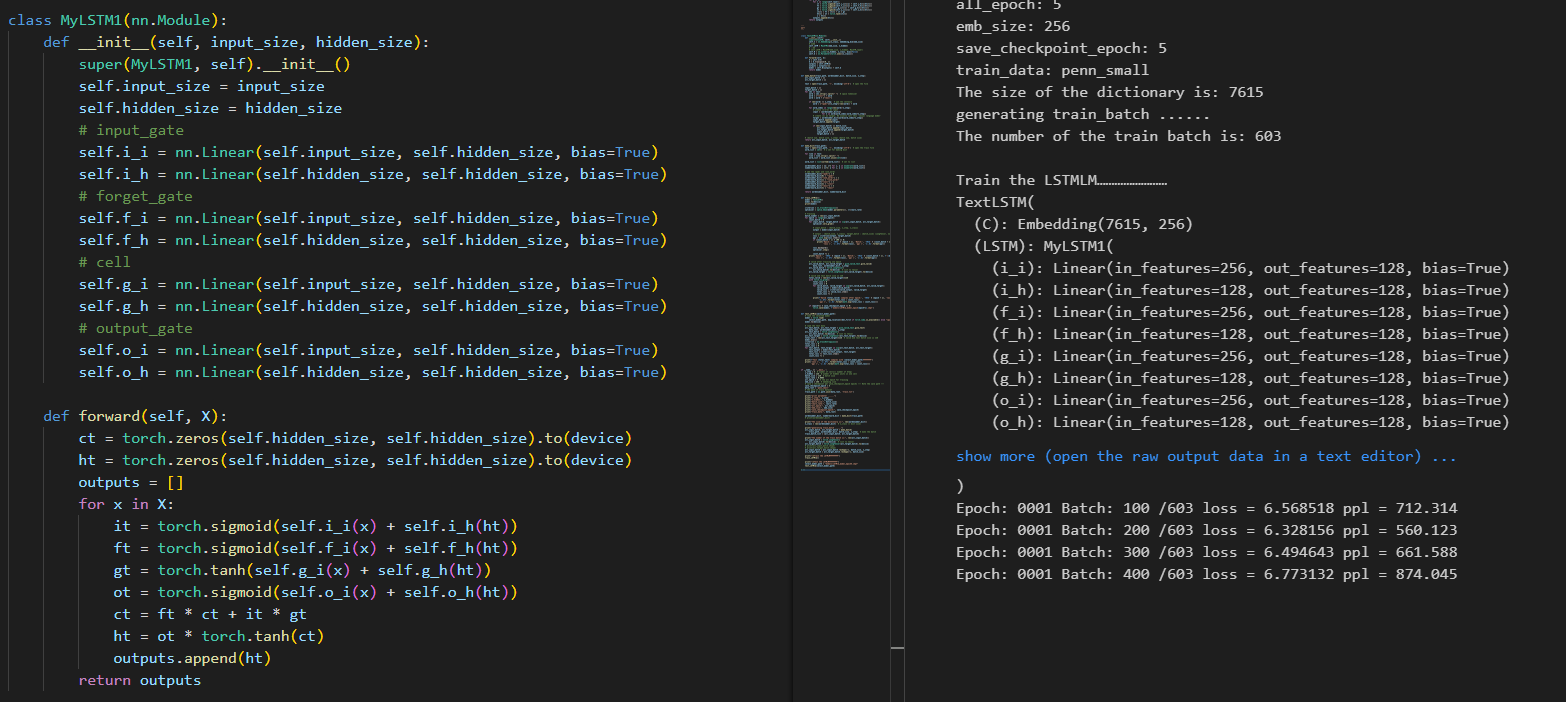 class MyLSTM1(nn.Module):
def __init__(self, input_size, hidden_size):
super(MyLSTM1, self).__init__()
self.input_size = input_size
self.hidden_size = hidden_size
# input_gate
self.i_i = nn.Linear(self.input_size, self.hidden_size, bias=True)
self.i_h = nn.Linear(self.hidden_size, self.hidden_size, bias=True)
# forget_gate
self.f_i = nn.Linear(self.input_size, self.hidden_size, bias=True)
self.f_h = nn.Linear(self.hidden_size, self.hidden_size, bias=True)
# cell
self.g_i = nn.Linear(self.input_size, self.hidden_size, bias=True)
self.g_h = nn.Linear(self.hidden_size, self.hidden_size, bias=True)
# output_gate
self.o_i = nn.Linear(self.input_size, self.hidden_size, bias=True)
self.o_h = nn.Linear(self.hidden_size, self.hidden_size, bias=True)
def forward(self, X):
ct = torch.zeros(self.hidden_size, self.hidden_size).to(device)
ht = torch.zeros(self.hidden_size, self.hidden_size).to(device)
outputs = []
for x in X:
it = torch.sigmoid(self.i_i(x) + self.i_h(ht))
ft = torch.sigmoid(self.f_i(x) + self.f_h(ht))
gt = torch.tanh(self.g_i(x) + self.g_h(ht))
ot = torch.sigmoid(self.o_i(x) + self.o_h(ht))
ct = ft * ct + it * gt
ht = ot * torch.tanh(ct)
outputs.append(ht)
return outputs
all_epoch: 5
emb_size: 256
save_checkpoint_epoch: 5
train_data: penn_small
The size of the dictionary is: 7615
generating train_batch ......
The number of the train batch is: 603
Train the LSTMLM……………………
TextLSTM(
(C): Embedding(7615, 256)
(LSTM): MyLSTM1(
(i_i): Linear(in_features=256, out_features=128, bias=True)
(i_h): Linear(in_features=128, out_features=128, bias=True)
(f_i): Linear(in_features=256, out_features=128, bias=True)
(f_h): Linear(in_features=128, out_features=128, bias=True)
(g_i): Linear(in_features=256, out_features=128, bias=True)
(g_h): Linear(in_features=128, out_features=128, bias=True)
(o_i): Linear(in_features=256, out_features=128, bias=True)
(o_h): Linear(in_features=128, out_features=128, bias=True)
show more (open the raw output data in a text editor) ...
)
Epoch: 0001 Batch: 100 /603 loss = 6.568518 ppl = 712.314
Epoch: 0001 Batch: 200 /603 loss = 6.328156 ppl = 560.123
Epoch: 0001 Batch: 300 /603 loss = 6.494643 ppl = 661.588
Epoch: 0001 Batch: 400 /603 loss = 6.773132 ppl = 874.045